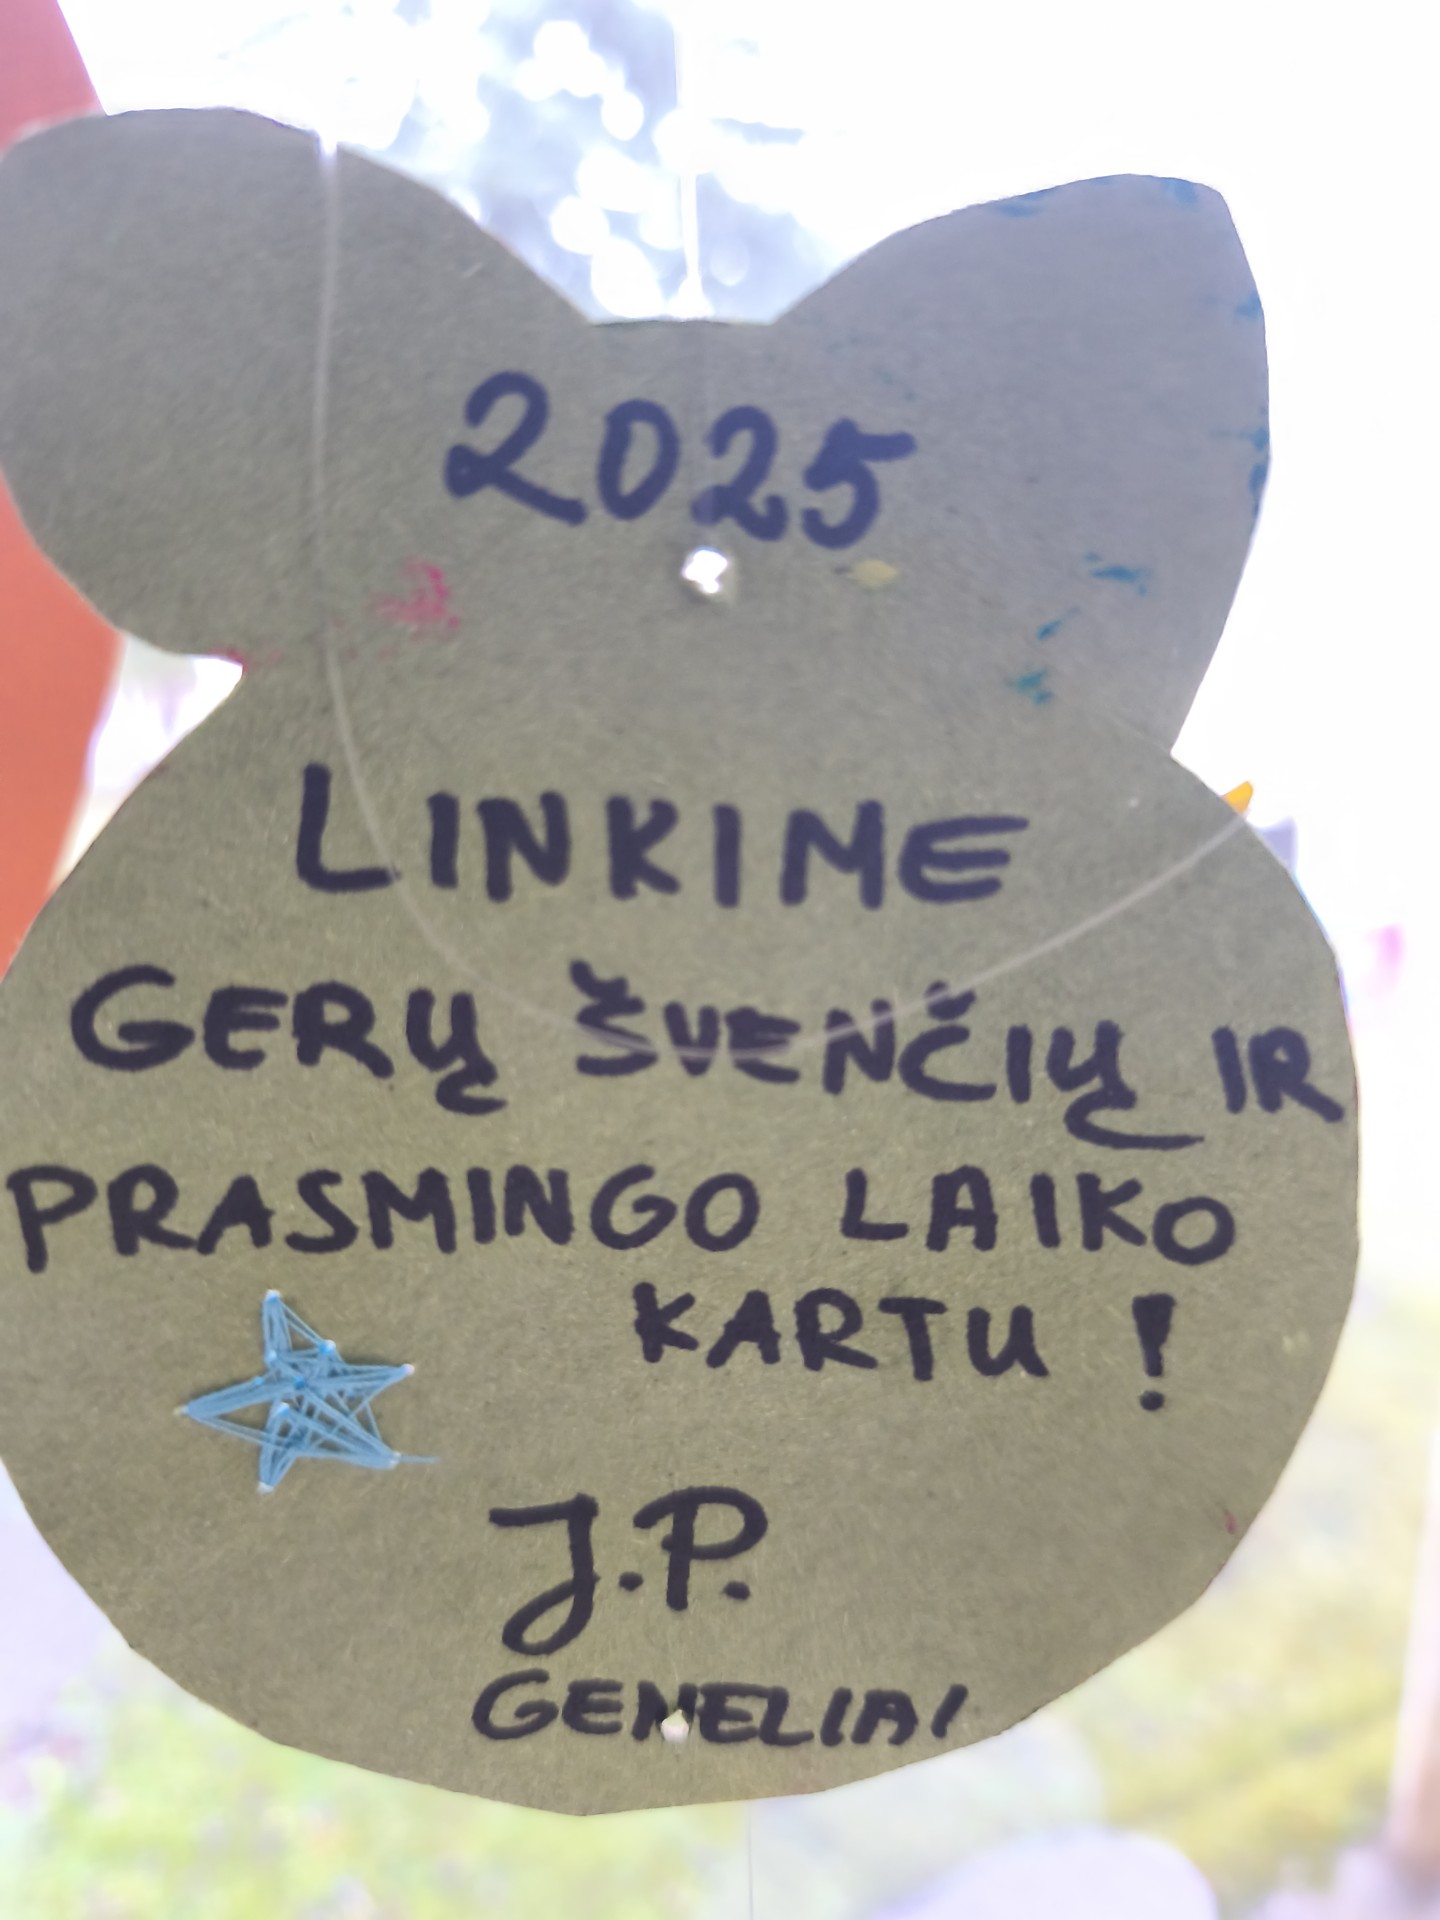 2025
LINKIME
GERŲ ŠVENČIŲ IR
PRASMINGO LAIKO
KARTU !
J.P.
GENELIAI